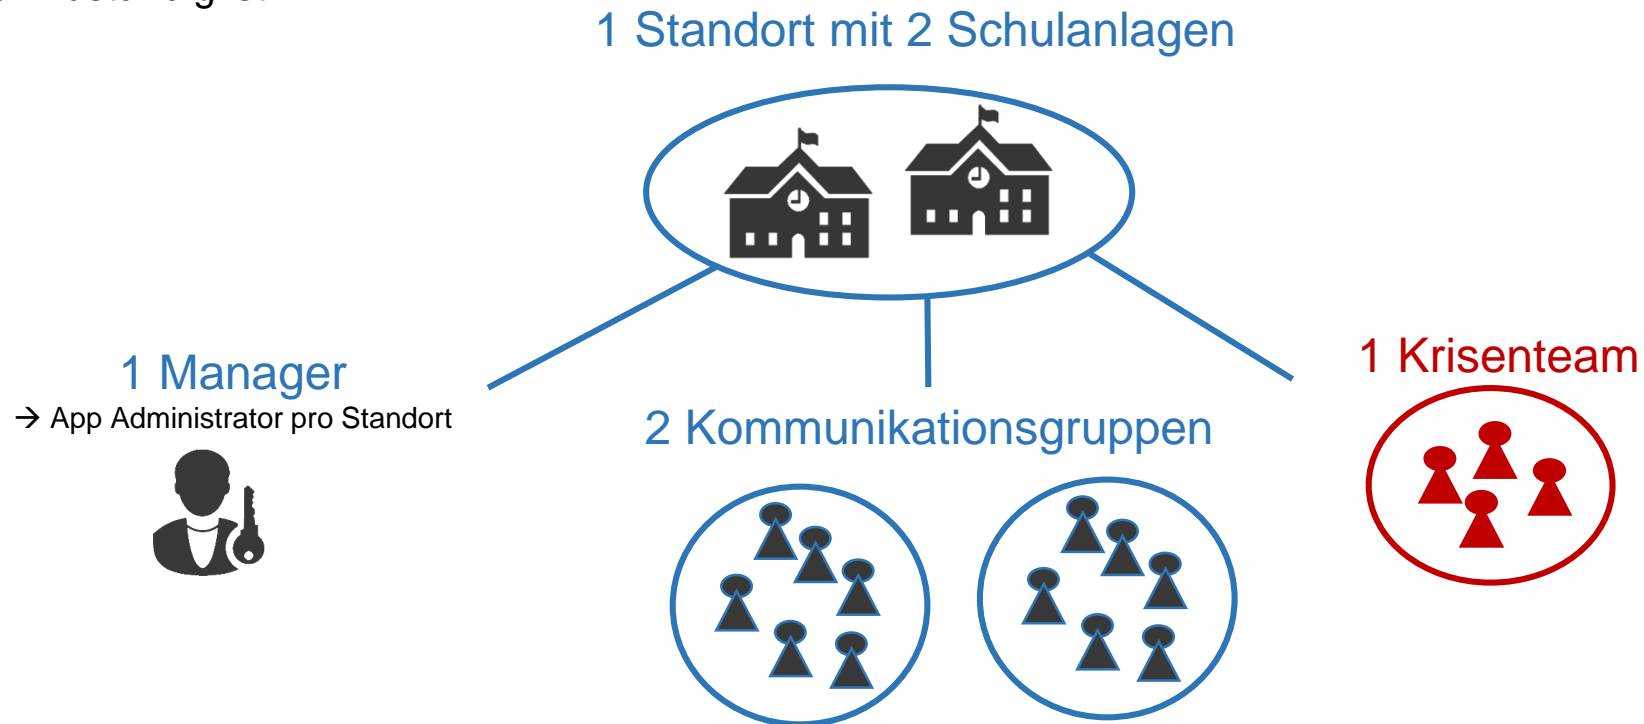 1 Standort mit 2 Schulanlagen
1 Manager
→ App Administrator pro Standort
2 Kommunikationsgruppen
1 Krisenteam